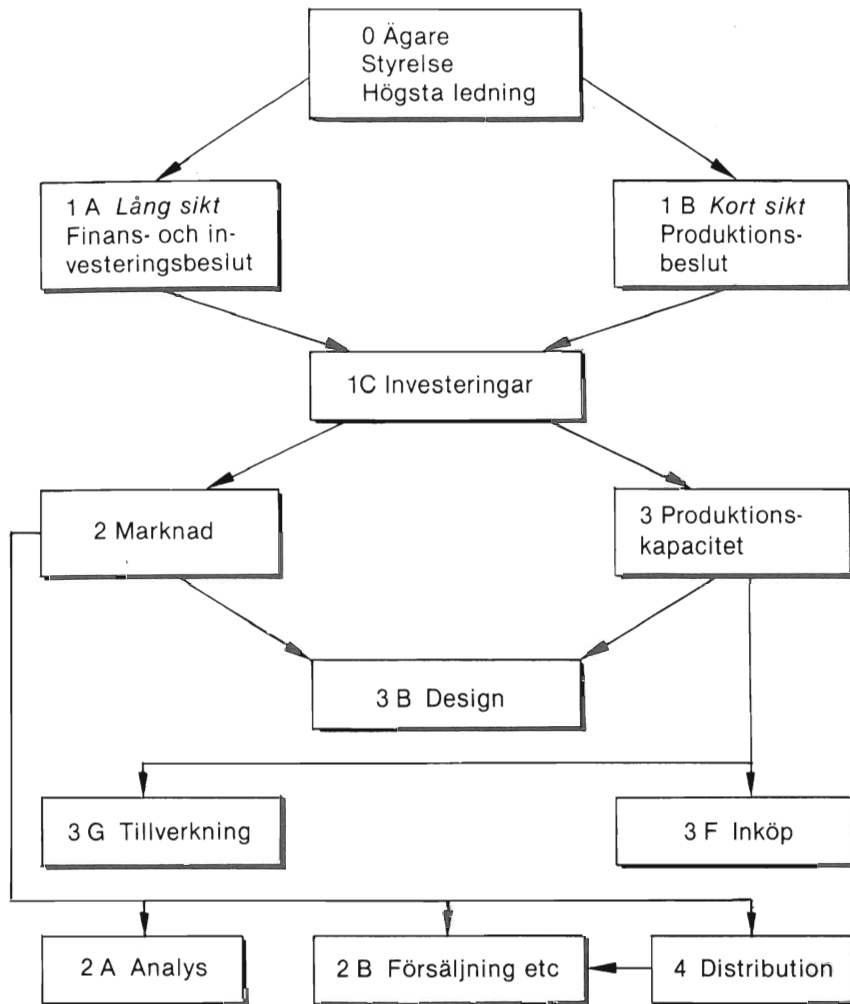 0 Ägare
Styrelse
Högsta ledning
1 A Lång sikt
Finans- och in-
vesteringsbeslut
1 B Kort sikt
Produktions-
beslut
1C Investeringar
2 Marknad
3 Produktions-
kapacitet
3 B Design
3 G Tillverkning
3 F Inköp
2 A Analys
2 B Försäljning etc
4 Distribution